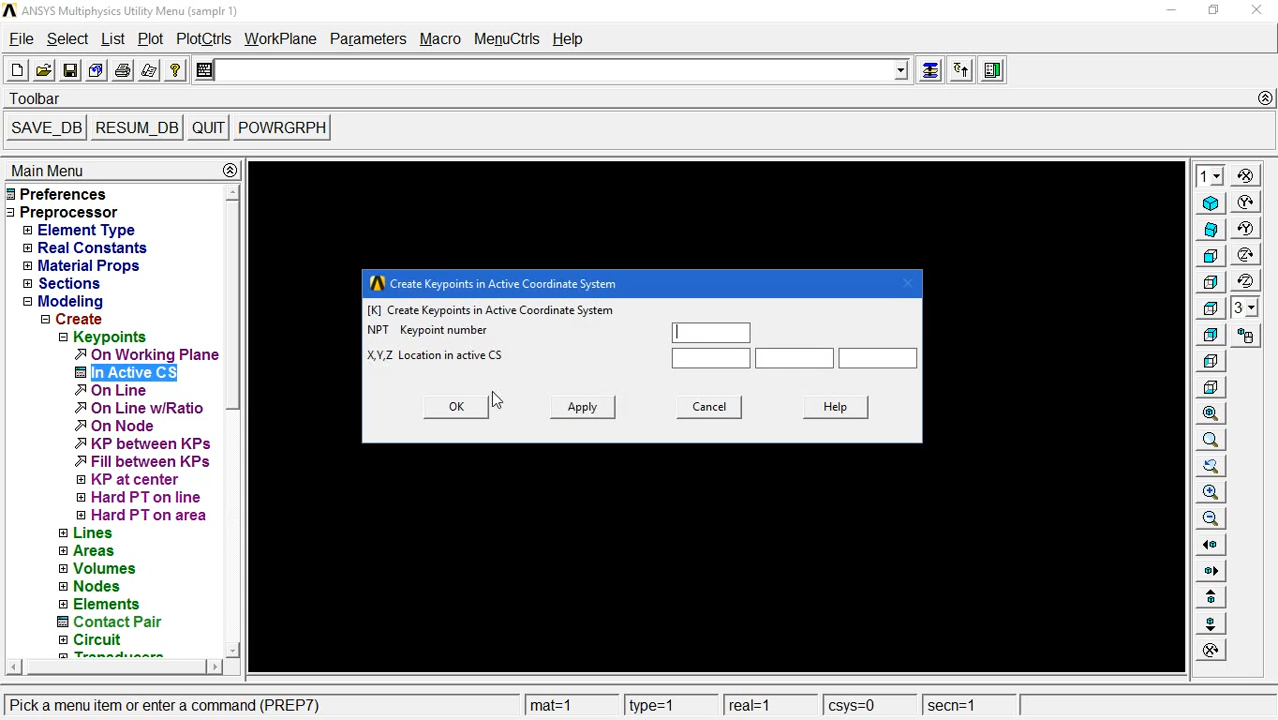 ANSYS Multiphysics Utility Menu (samplr 1)
File Select List Plot PlotCtrls WorkPlane Parameters Macro MenuCtrls Help
Toolbar
SAVE_DB RESUM_DB QUIT POWRGRPH
Main Menu
Preferences
Preprocessor
Element Type
Real Constants
Material Props
Sections
Modeling
Create
Keypoints
On Working Plane
In Active CS
On Line
On Line w/Ratio
On Node
KP between KPs
Fill between KPs
KP at center
Hard PT on line
Hard PT on area
Lines
Areas
Volumes
Nodes
Elements
Contact Pair
Circuit
Transducers
Create Keypoints in Active Coordinate System
[K] Create Keypoints in Active Coordinate System
NPT Keypoint number
X,Y,Z Location in active CS
OK Apply Cancel Help
1
3
Pick a menu item or enter a command (PREP7) mat=1 type=1 real=1 csys=0 secn=1